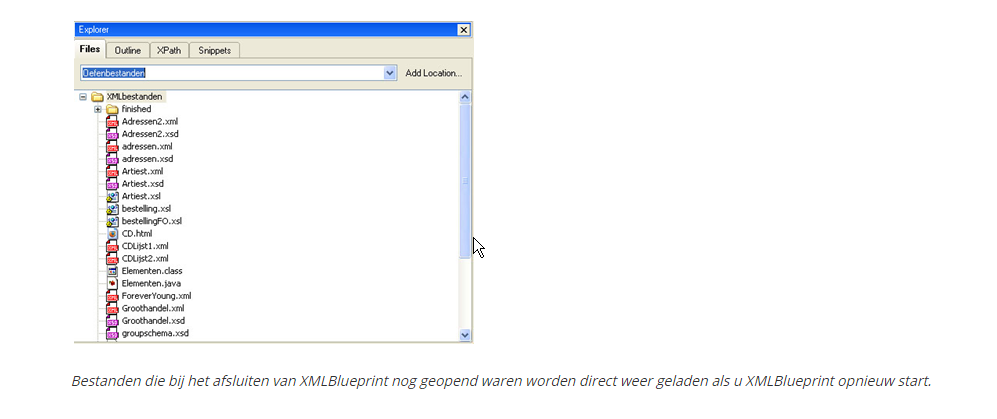 Explorer
Files Outline XPath Snippets
Oefenbestanden Add Location...
XMLbestanden
finished
Adressen2.xml
Adressen2.xsd
adressen.xml
adressen.xsd
Artiest.xml
Artiest.xsd
Artiest.xsl
bestelling.xsl
bestellingFO.xsl
CD.html
CDLijst1.xml
CDLijst2.xml
Elementen.class
Elementen.java
ForeverYoung.xml
Groothandel.xml
Groothandel.xsd
groupschema.xsd
Bestanden die bij het afsluiten van XMLBlueprint nog geopend waren worden direct weer geladen als u XMLBlueprint opnieuw start.